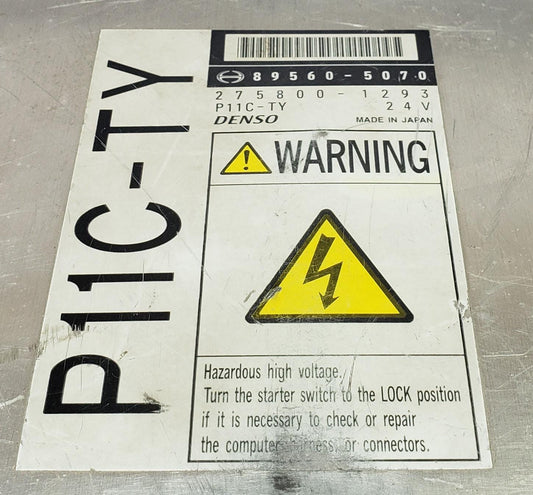 P11C-TY
89560-5070
275800-1293
P11C-TY 24V
DENSO MADE IN JAPAN
WARNING
Hazardous high voltage.
Turn the starter switch to the LOCK position
if it is necessary to check or repair
the computer, harness, or connectors.